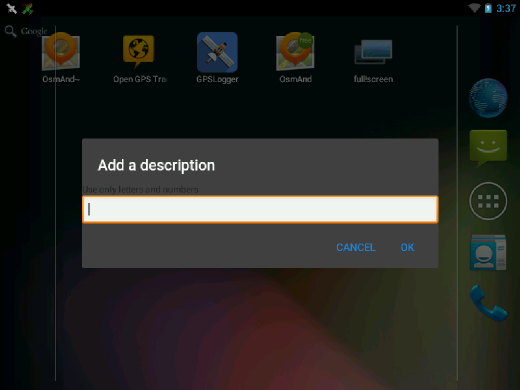 3:37
Google
OsmAnd~
Open GPS Tra
GPSLogger
OsmAnd
fullscreen
Free
Add a description
Use only letters and numbers
CANCEL
OK